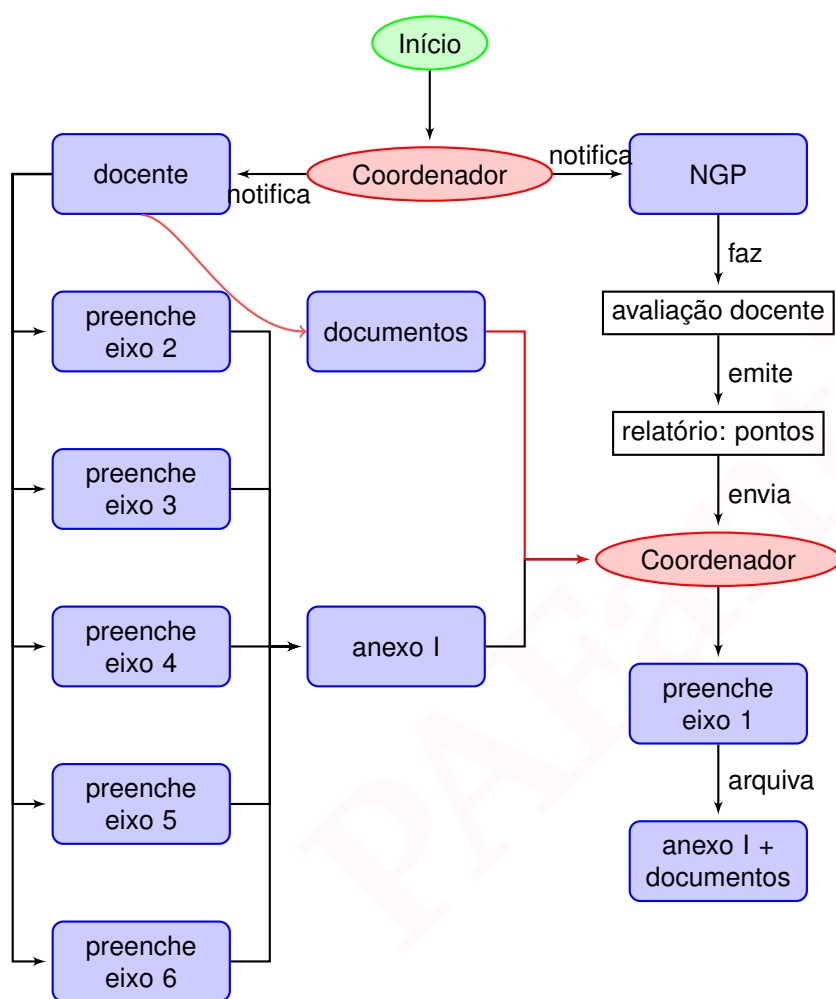 Início
docente
notifica
Coordenador
notifica
NGP
faz
avaliação docente
emite
relatório: pontos
envia
Coordenador
preenche
eixo 1
arquiva
anexo I +
documentos
preenche
eixo 2
documentos
preenche
eixo 3
preenche
eixo 4
anexo I
preenche
eixo 5
preenche
eixo 6